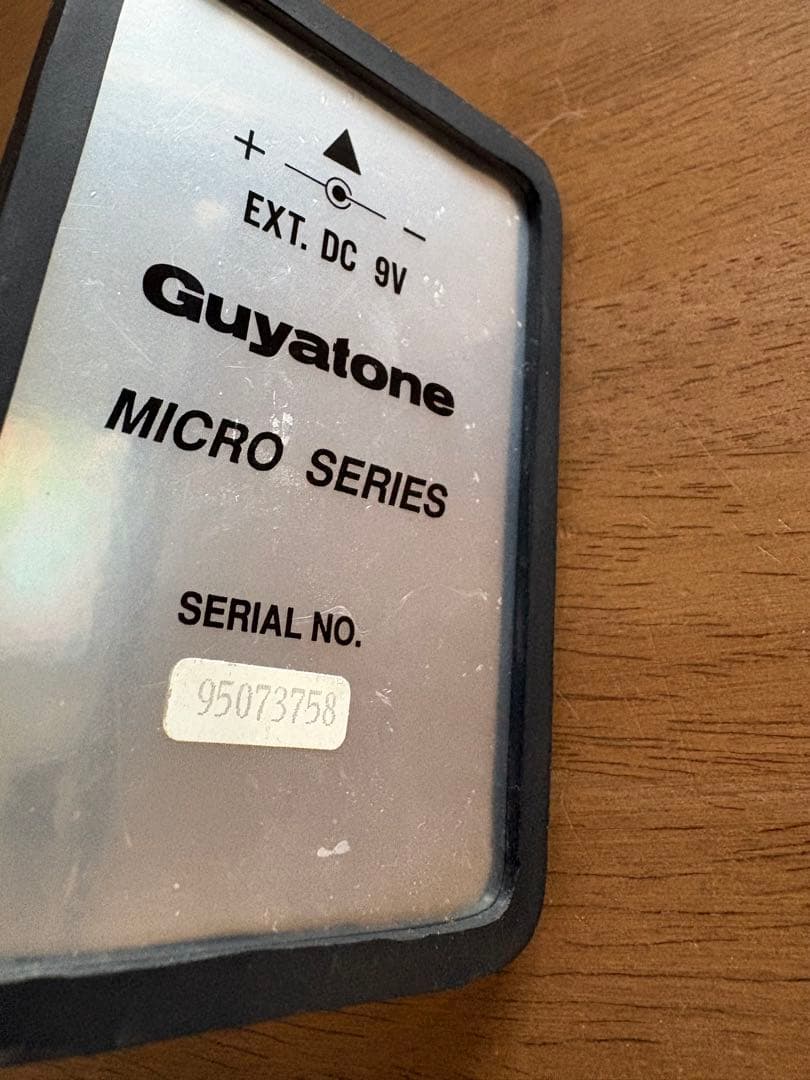 + -
EXT. DC 9V
Guyatone
MICRO SERIES
SERIAL NO.
95073758